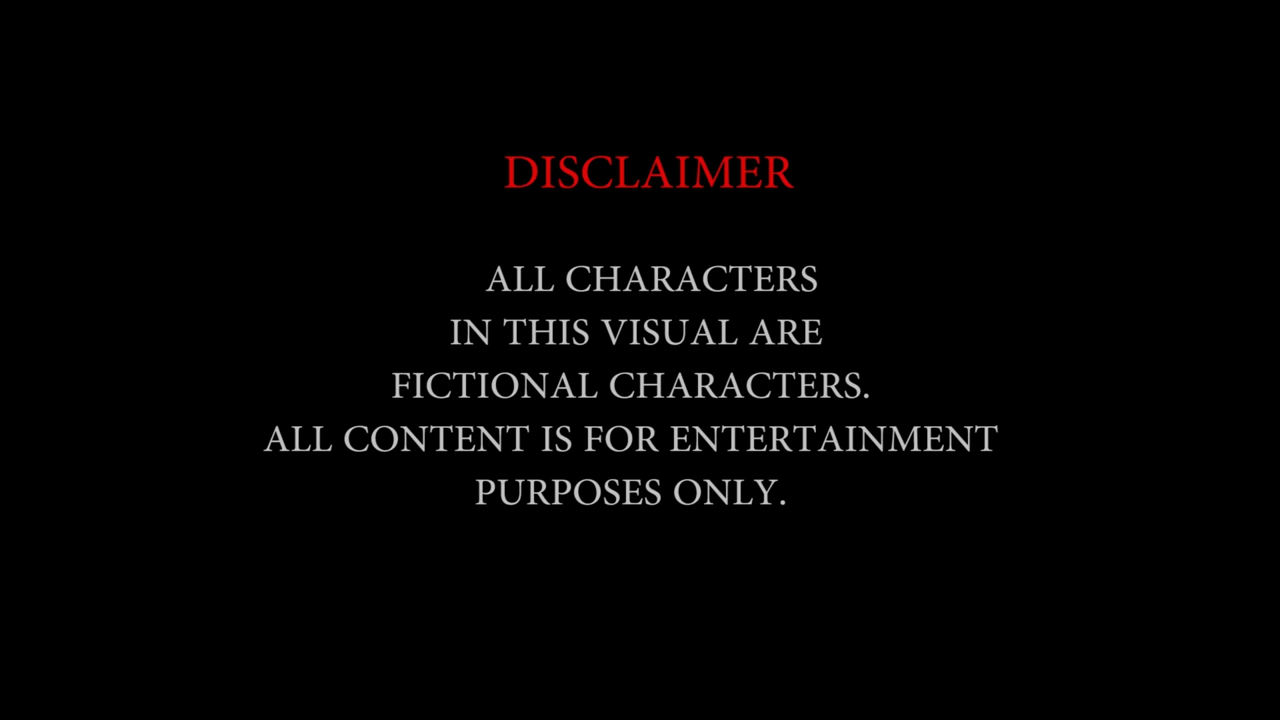 DISCLAIMER
ALL CHARACTERS
IN THIS VISUAL ARE
FICTIONAL CHARACTERS.
ALL CONTENT IS FOR ENTERTAINMENT
PURPOSES ONLY.